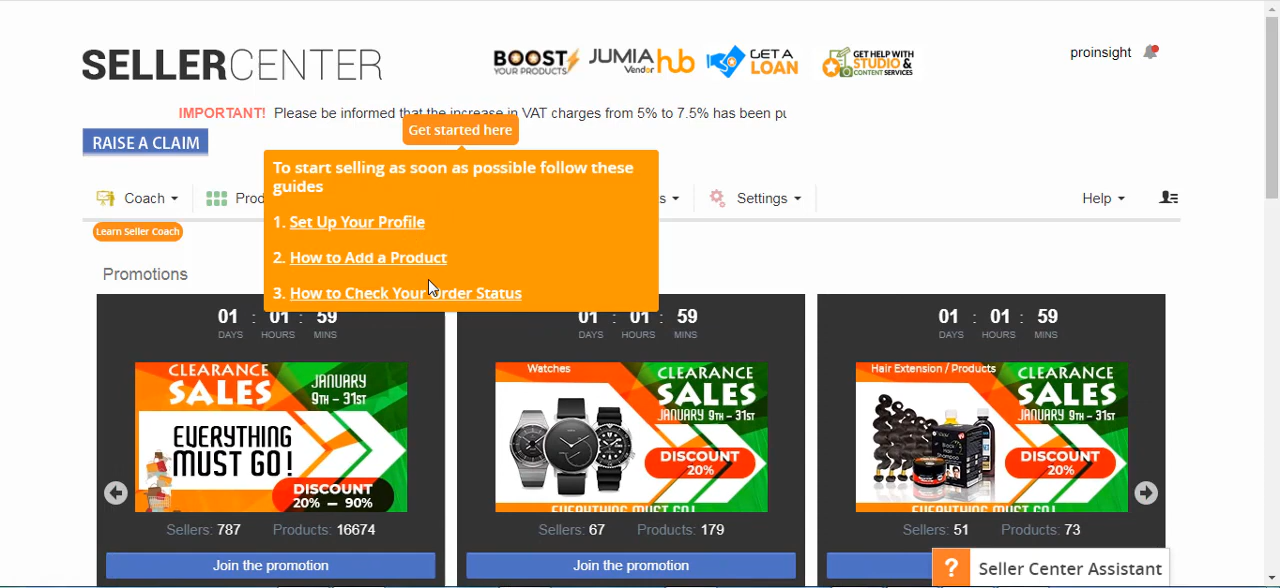 SELLERCENTER
BOOST YOUR PRODUCTS
JUMIA hub Vendor
GET A LOAN
GET HELP WITH STUDIO & CONTENT SERVICES
proinsight
IMPORTANT! Please be informed that the increase in VAT charges from 5% to 7.5% has been pu
RAISE A CLAIM
Get started here
To start selling as soon as possible follow these
guides
1. Set Up Your Profile
2. How to Add a Product
3. How to Check Your Order Status
Coach
Prod
s
Settings
Help
Learn Seller Coach
Promotions
01 : 01 : 59
DAYS HOURS MINS
CLEARANCE
SALES
JANUARY
9TH - 31ST
EVERYTHING
MUST GO!
DISCOUNT
20% - 90%
Sellers: 787 Products: 16674
Join the promotion
01 : 01 : 59
DAYS HOURS MINS
Watches
CLEARANCE
SALES
JANUARY 9TH - 31ST
DISCOUNT
20%
EVERYTHING MUST GO!
Sellers: 67 Products: 179
Join the promotion
01 : 01 : 59
DAYS HOURS MINS
Hair Extension / Products
CLEARANCE
SALES
JANUARY 9TH - 31ST
DISCOUNT
20%
EVERYTHING MUST GO!
Sellers: 51 Products: 73
? Seller Center Assistant